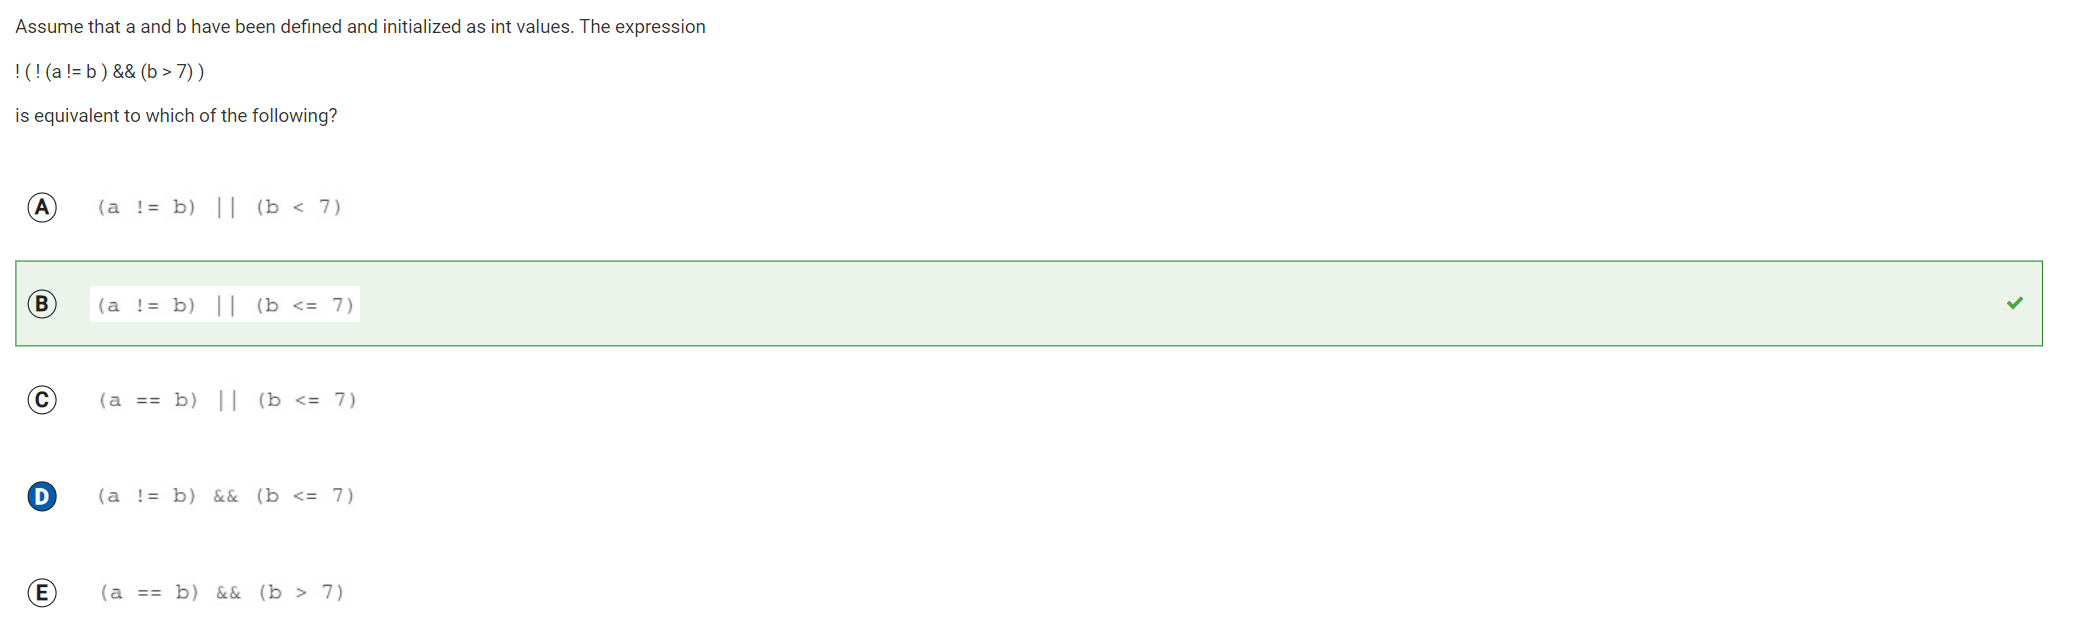 Assume that a and b have been defined and initialized as int values. The expression
! ( ! (a != b ) && (b > 7) )
is equivalent to which of the following?
A (a != b) || (b < 7)
B (a != b) || (b <= 7)
C (a == b) || (b <= 7)
D (a != b) && (b <= 7)
E (a == b) && (b > 7)